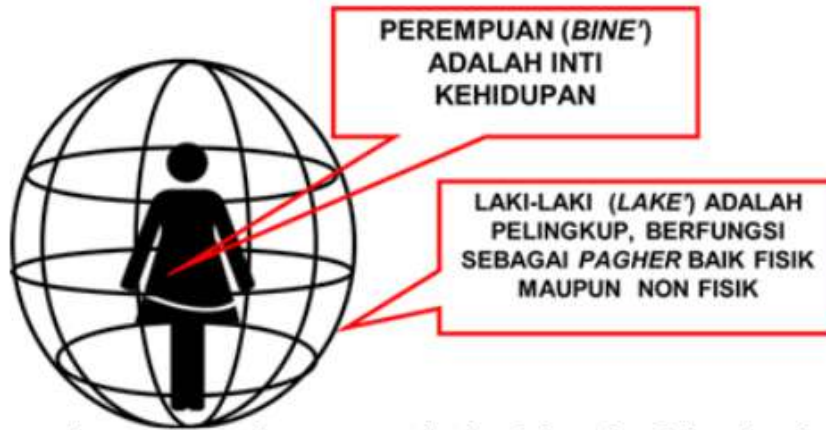 PEREMPUAN (BINE')
ADALAH INTI
KEHIDUPAN
LAKI-LAKI (LAKE') ADALAH
PELINGKUP, BERFUNGSI
SEBAGAI PAGHER BAIK FISIK
MAUPUN NON FISIK